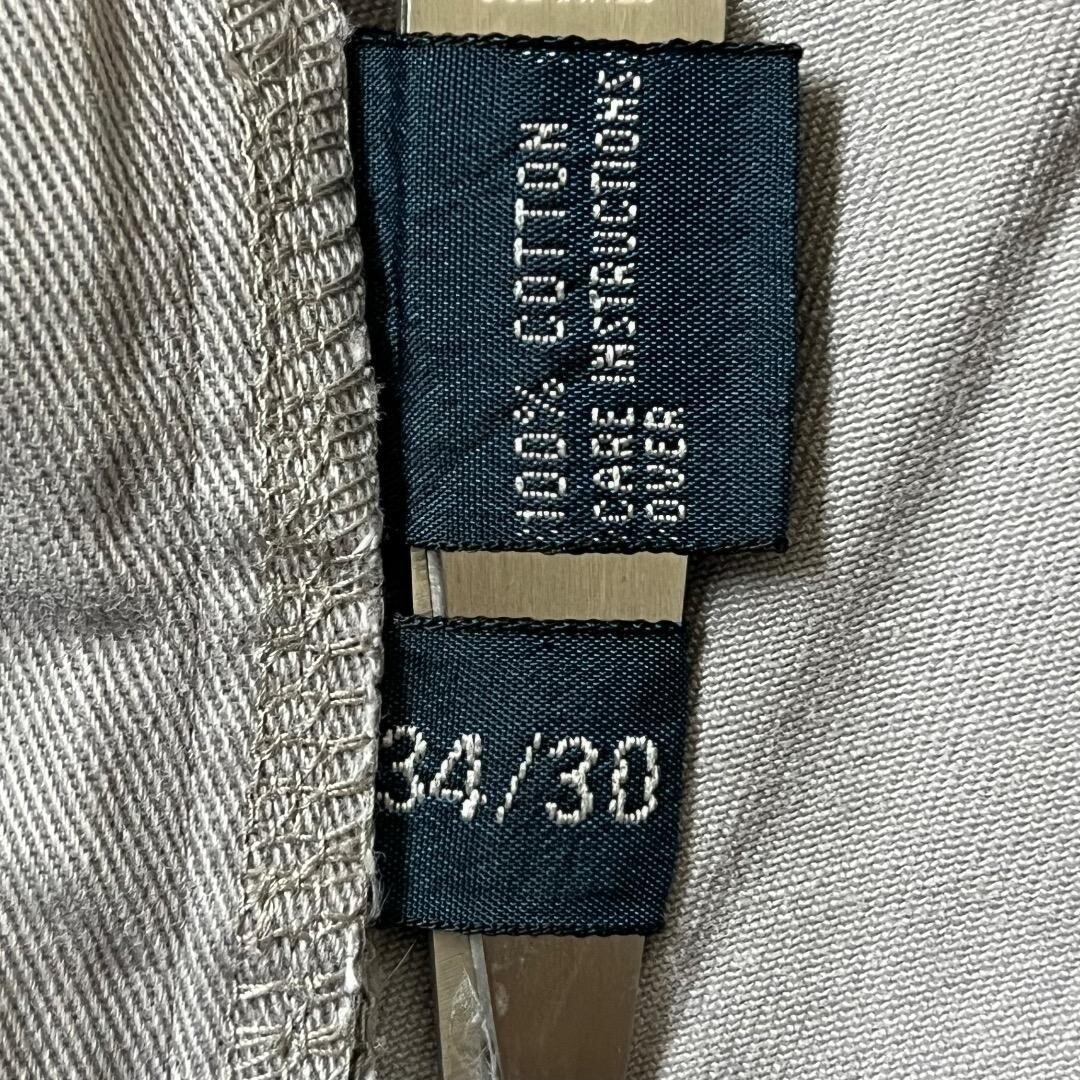 100% COTTON
CARE INSTRUCTIONS
OVER
34/30